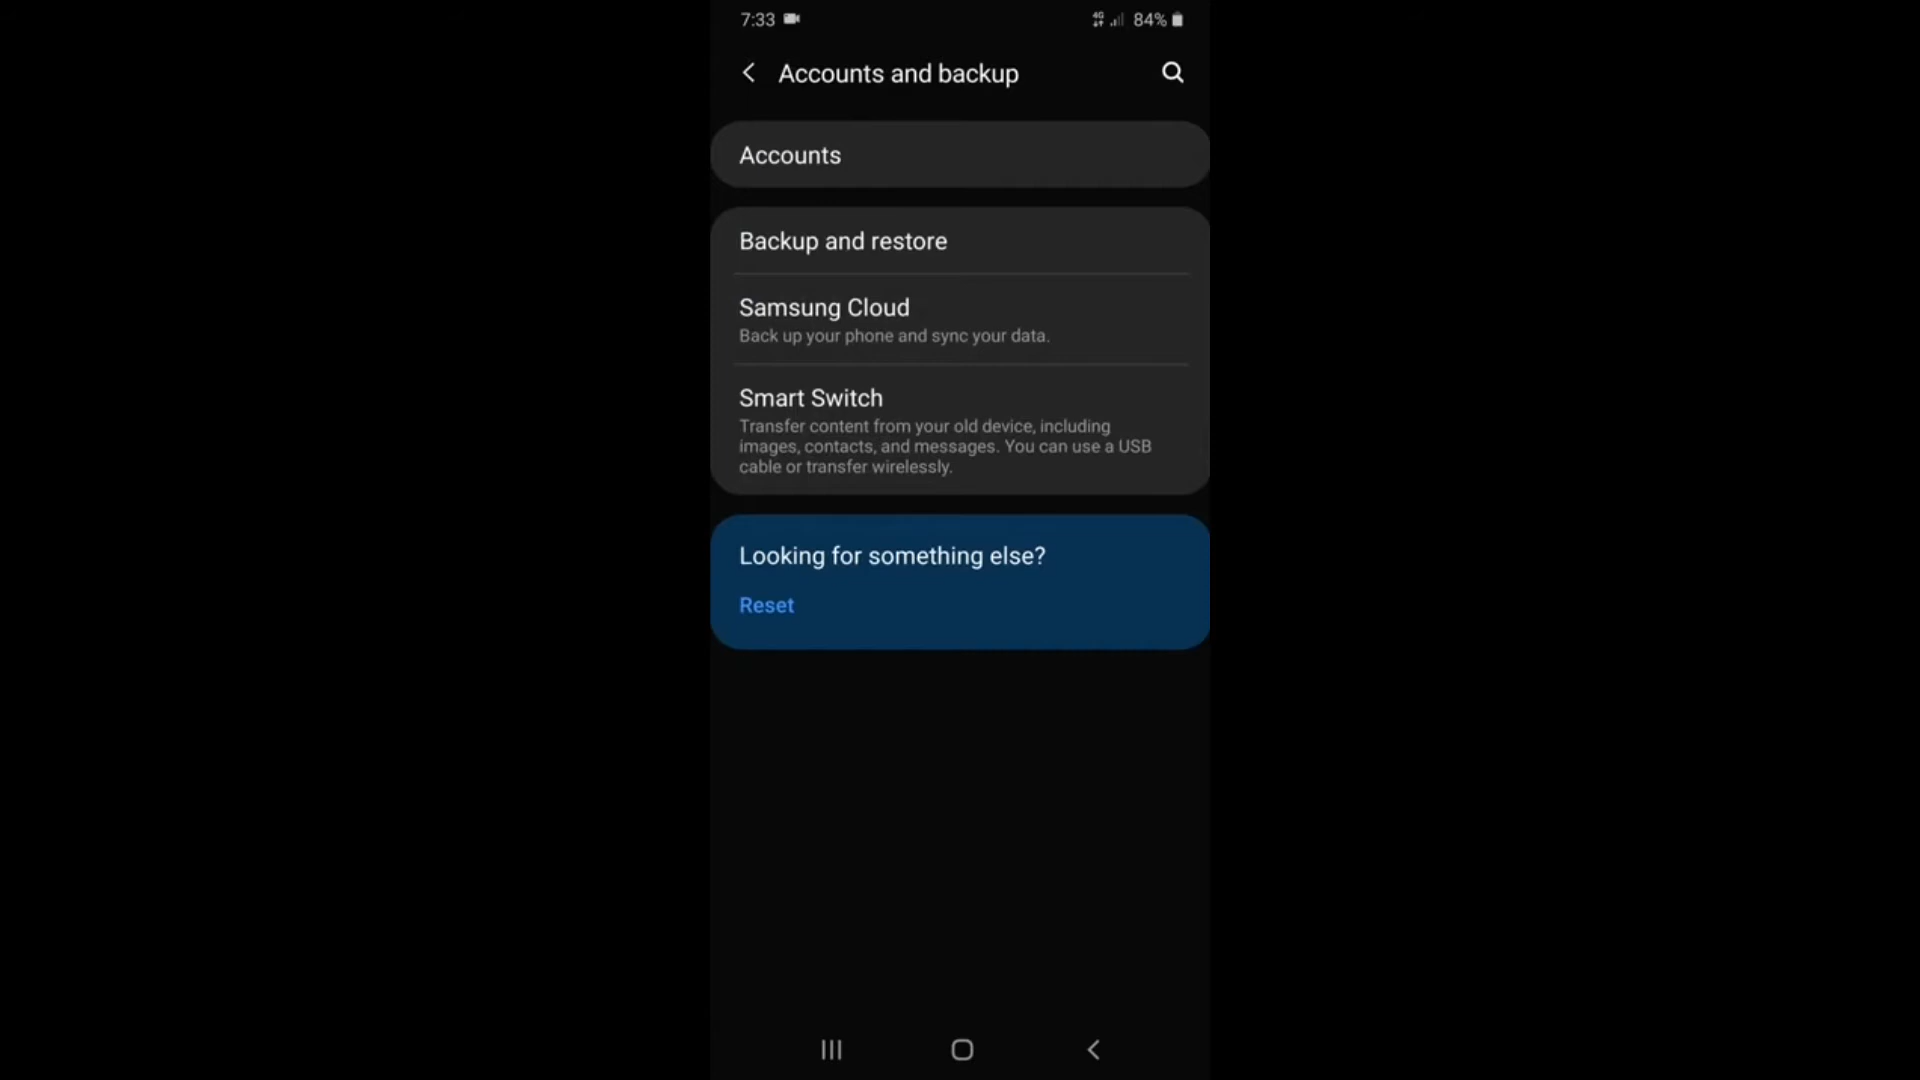 7:33 4G 84%
Accounts and backup
Accounts
Backup and restore
Samsung Cloud
Back up your phone and sync your data.
Smart Switch
Transfer content from your old device, including
images, contacts, and messages. You can use a USB
cable or transfer wirelessly.
Looking for something else?
Reset